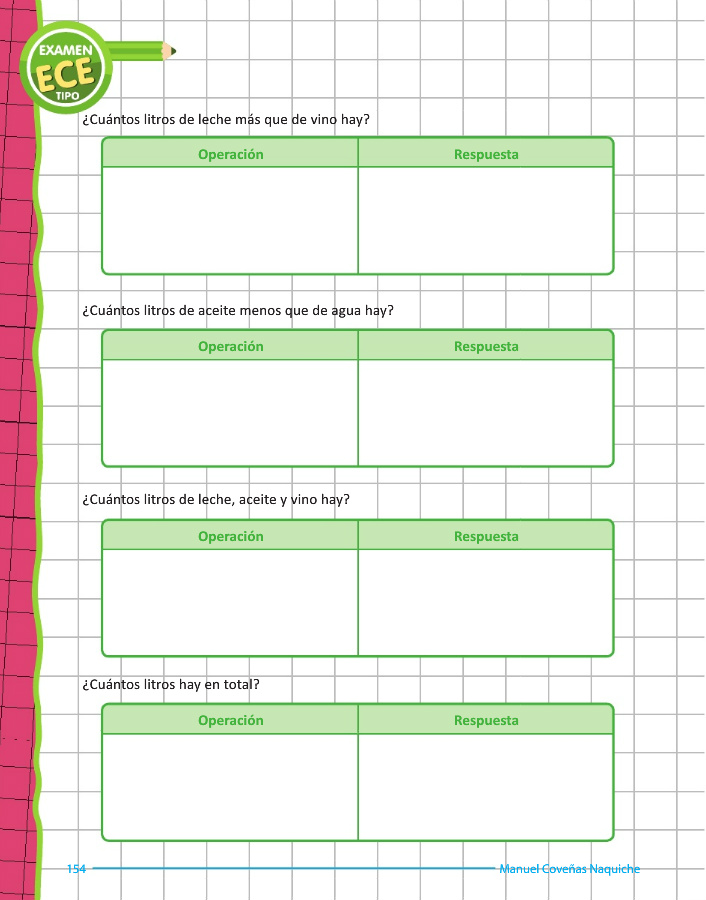 EXAMEN
ECE
TIPO
¿Cuántos litros de leche más que de vino hay?
Operación Respuesta
¿Cuántos litros de aceite menos que de agua hay?
Operación Respuesta
¿Cuántos litros de leche, aceite y vino hay?
Operación Respuesta
¿Cuántos litros hay en total?
Operación Respuesta
154 Manuel Coveñas Naquiche